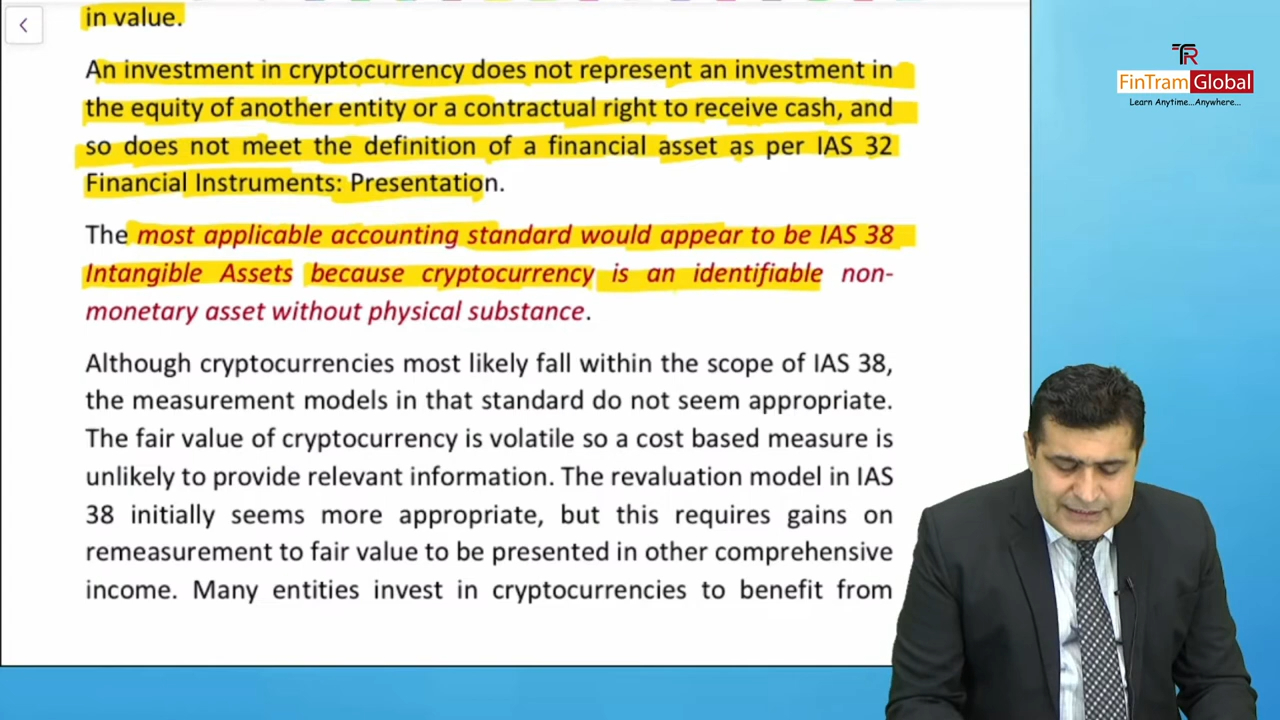 in value.
An investment in cryptocurrency does not represent an investment in
the equity of another entity or a contractual right to receive cash, and
so does not meet the definition of a financial asset as per IAS 32
Financial Instruments: Presentation.
The most applicable accounting standard would appear to be IAS 38
Intangible Assets because cryptocurrency is an identifiable non-
monetary asset without physical substance.
Although cryptocurrencies most likely fall within the scope of IAS 38,
the measurement models in that standard do not seem appropriate.
The fair value of cryptocurrency is volatile so a cost based measure is
unlikely to provide relevant information. The revaluation model in IAS
38 initially seems more appropriate, but this requires gains on
remeasurement to fair value to be presented in other comprehensive
income. Many entities invest in cryptocurrencies to benefit from
FinTram Global
Learn Anytime...Anywhere...